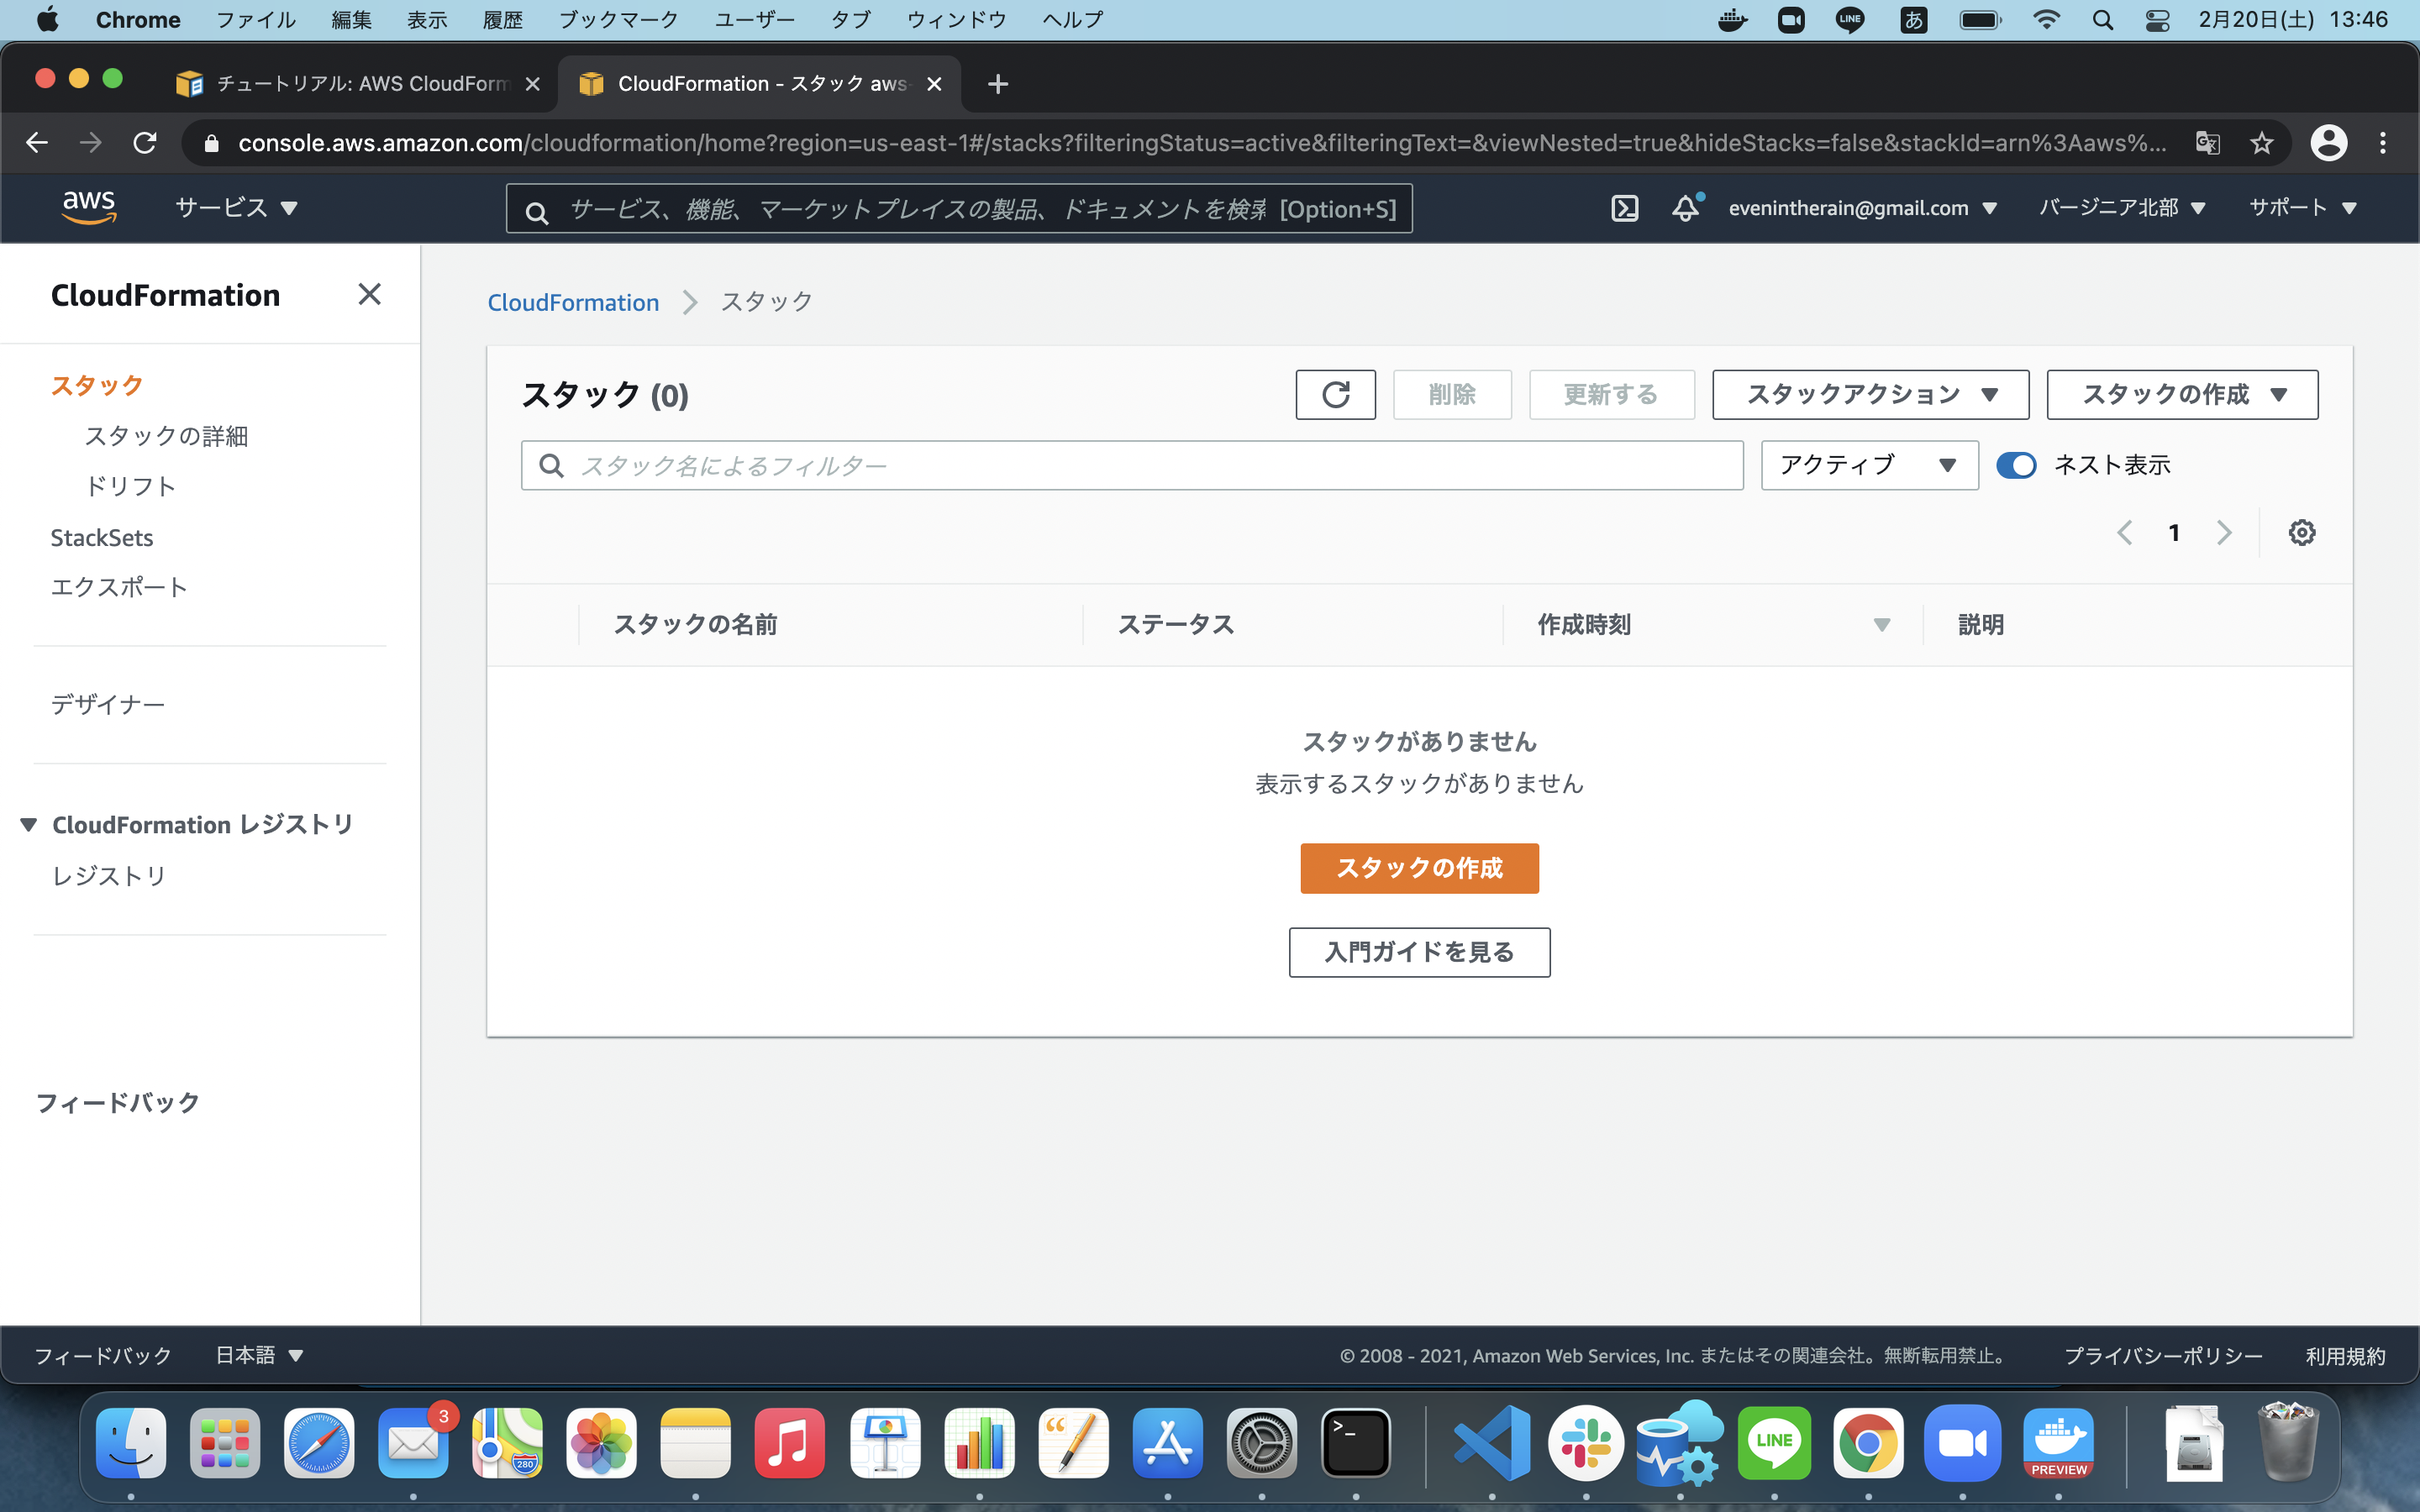 Chrome ファイル 編集 表示 履歴 ブックマーク ユーザー タブ ウィンドウ ヘルプ LINE あ 2月20日(土) 13:46
チュートリアル: AWS CloudForm CloudFormation - スタック aws-
console.aws.amazon.com/cloudformation/home?region=us-east-1#/stacks?filteringStatus=active&filteringText=&viewNested=true&hideStacks=false&stackId=arn%3Aaws%...
aws サービス サービス、機能、マーケットプレイスの製品、ドキュメントを検索 [Option+S] evenintherain@gmail.com バージニア北部 サポート
CloudFormation
スタック
スタックの詳細
ドリフト
StackSets
エクスポート
デザイナー
CloudFormation レジストリ
レジストリ
フィードバック
CloudFormation スタック
スタック (0) 削除 更新する スタックアクション スタックの作成
スタック名によるフィルター アクティブ ネスト表示
1
スタックの名前 ステータス 作成時刻 説明
スタックがありません
表示するスタックがありません
スタックの作成
入門ガイドを見る
フィードバック 日本語 © 2008 - 2021, Amazon Web Services, Inc. またはその関連会社。無断転用禁止。 プライバシーポリシー 利用規約
3
280
>_
LINE
PREVIEW